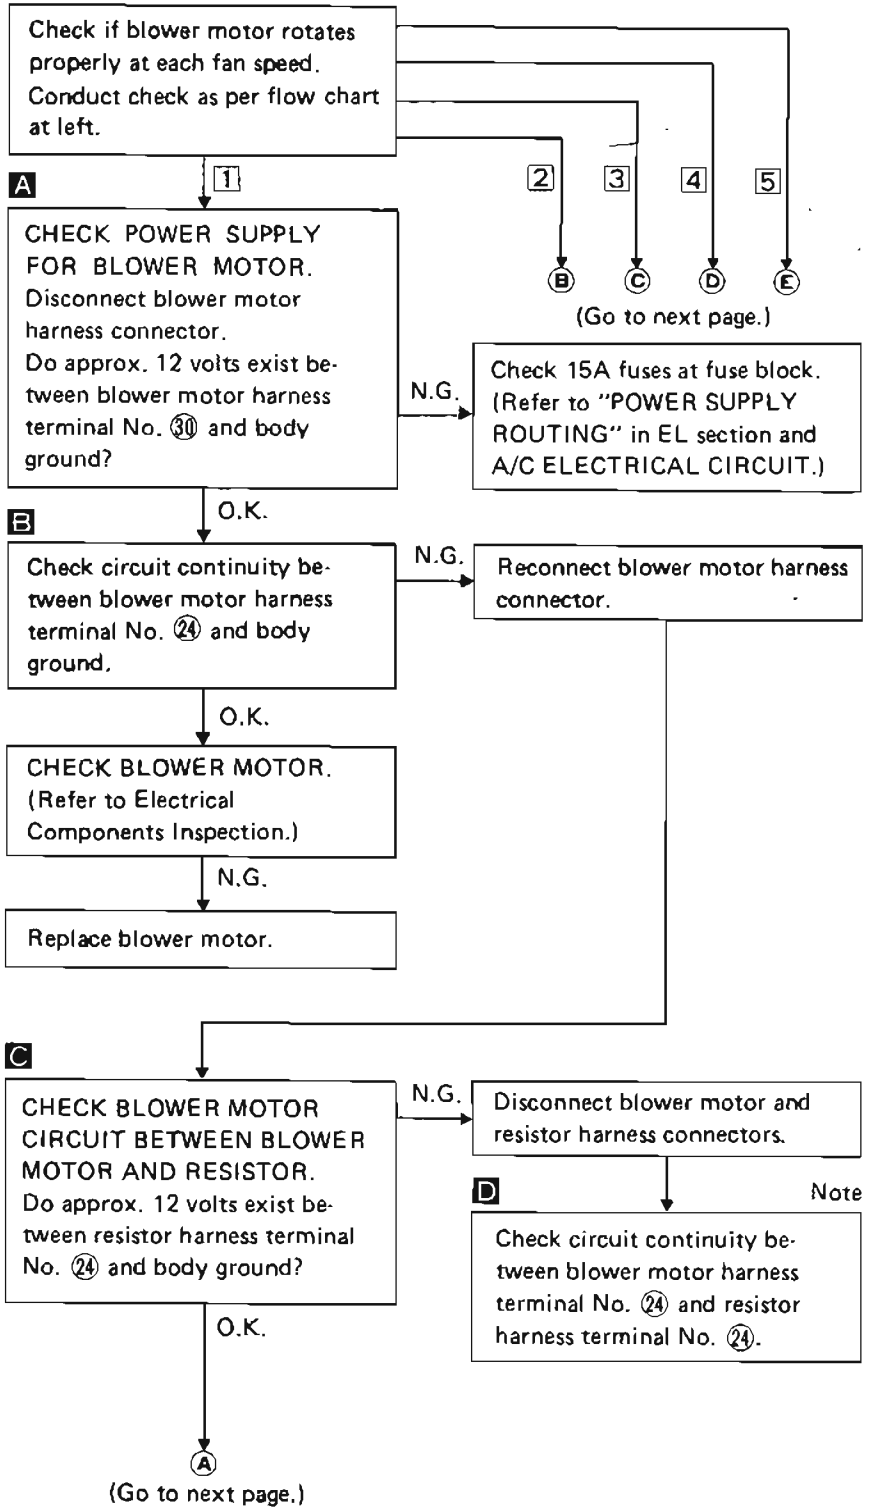 Check if blower motor rotates
properly at each fan speed.
Conduct check as per flow chart
at left.
1
2
3
4
5
B
C
D
E
(Go to next page.)
A
CHECK POWER SUPPLY
FOR BLOWER MOTOR.
Disconnect blower motor
harness connector.
Do approx. 12 volts exist be-
tween blower motor harness
terminal No. 30 and body
ground?
N.G.
Check 15A fuses at fuse block.
(Refer to "POWER SUPPLY
ROUTING" in EL section and
A/C ELECTRICAL CIRCUIT.)
O.K.
B
Check circuit continuity be-
tween blower motor harness
terminal No. 24 and body
ground.
N.G.
Reconnect blower motor harness
connector.
O.K.
CHECK BLOWER MOTOR.
(Refer to Electrical
Components Inspection.)
N.G.
Replace blower motor.
C
CHECK BLOWER MOTOR
CIRCUIT BETWEEN BLOWER
MOTOR AND RESISTOR.
Do approx. 12 volts exist be-
tween resistor harness terminal
No. 24 and body ground?
N.G.
Disconnect blower motor and
resistor harness connectors.
D
Note
Check circuit continuity be-
tween blower motor harness
terminal No. 24 and resistor
harness terminal No. 24.
O.K.
A
(Go to next page.)